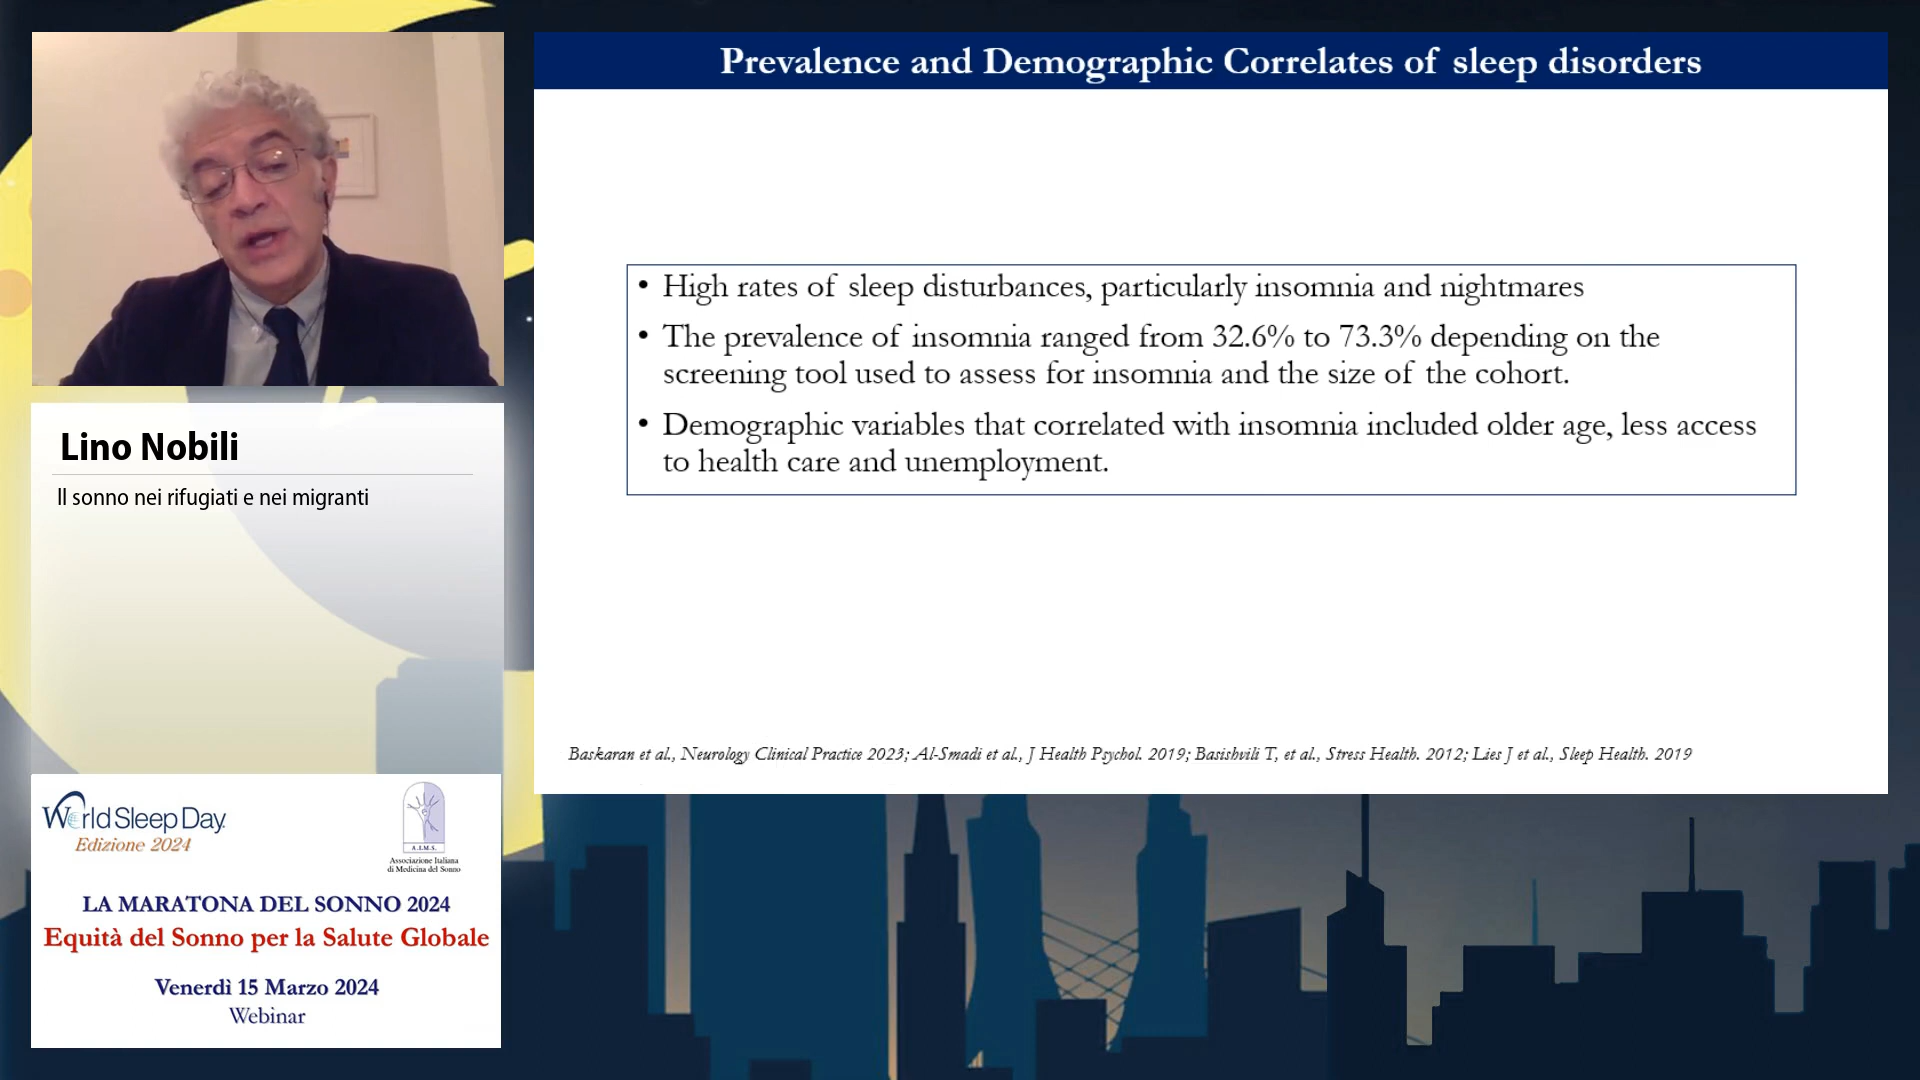 Prevalence and Demographic Correlates of sleep disorders
• High rates of sleep disturbances, particularly insomnia and nightmares
• The prevalence of insomnia ranged from 32.6% to 73.3% depending on the
screening tool used to assess for insomnia and the size of the cohort.
• Demographic variables that correlated with insomnia included older age, less access
to health care and unemployment.
Baskaran et al., Neurology Clinical Practice 2023; Al-Smadi et al., J Health Psychol. 2019; Basishvili T, et al., Stress Health. 2012; Lies J et al., Sleep Health. 2019
Lino Nobili
Il sonno nei rifugiati e nei migranti
World Sleep Day
Edizione 2024
A.I.M.S.
Associazione Italiana
di Medicina del Sonno
LA MARATONA DEL SONNO 2024
Equità del Sonno per la Salute Globale
Venerdì 15 Marzo 2024
Webinar